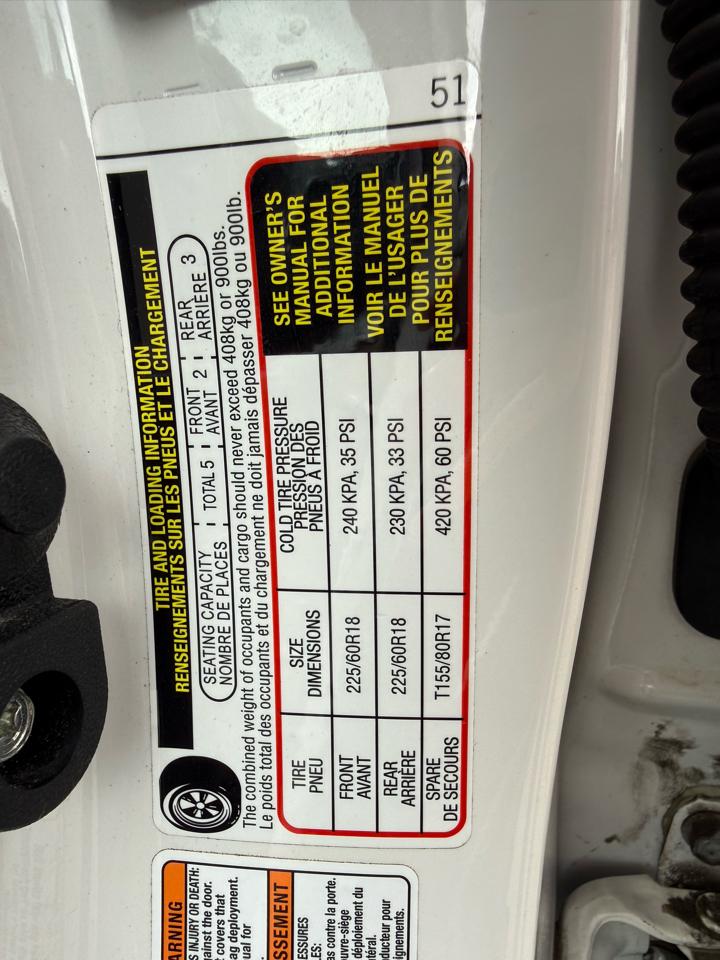 51
TIRE AND LOADING INFORMATION
RENSEIGNEMENTS SUR LES PNEUS ET LE CHARGEMENT
SEATING CAPACITY
NOMBRE DE PLACES
TOTAL 5
FRONT
AVANT 2
REAR
ARRIÈRE 3
The combined weight of occupants and cargo should never exceed 408kg or 900lbs.
Le poids total des occupants et du chargement ne doit jamais dépasser 408kg ou 900lb.
TIRE
PNEU
SIZE
DIMENSIONS
COLD TIRE PRESSURE
PRESSION DES
PNEUS À FROID
SEE OWNER'S
MANUAL FOR
ADDITIONAL
INFORMATION
VOIR LE MANUEL
DE L'USAGER
POUR PLUS DE
RENSEIGNEMENTS
FRONT
AVANT
225/60R18
240 KPA, 35 PSI
REAR
ARRIÈRE
225/60R18
230 KPA, 33 PSI
SPARE
DE SECOURS
T155/80R17
420 KPA, 60 PSI
INJURY OR DEATH:
against the door.
covers that
deployment.
for
contre la porte.
déploiement du
pour